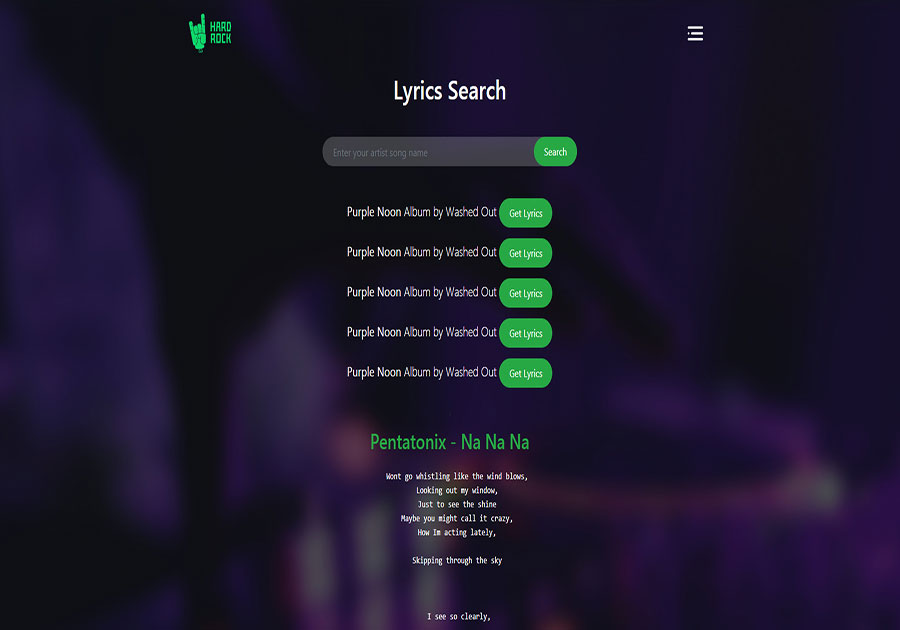 HARD
ROCK
Lyrics Search
Enter your artist song name
Search
Purple Noon Album by Washed Out Get Lyrics
Purple Noon Album by Washed Out Get Lyrics
Purple Noon Album by Washed Out Get Lyrics
Purple Noon Album by Washed Out Get Lyrics
Purple Noon Album by Washed Out Get Lyrics
Pentatonix - Na Na Na
Wont go whistling like the wind blows,
Looking out my window,
Just to see the shine
Maybe you might call it crazy,
How Im acting lately,
Skipping through the sky
I see so clearly,